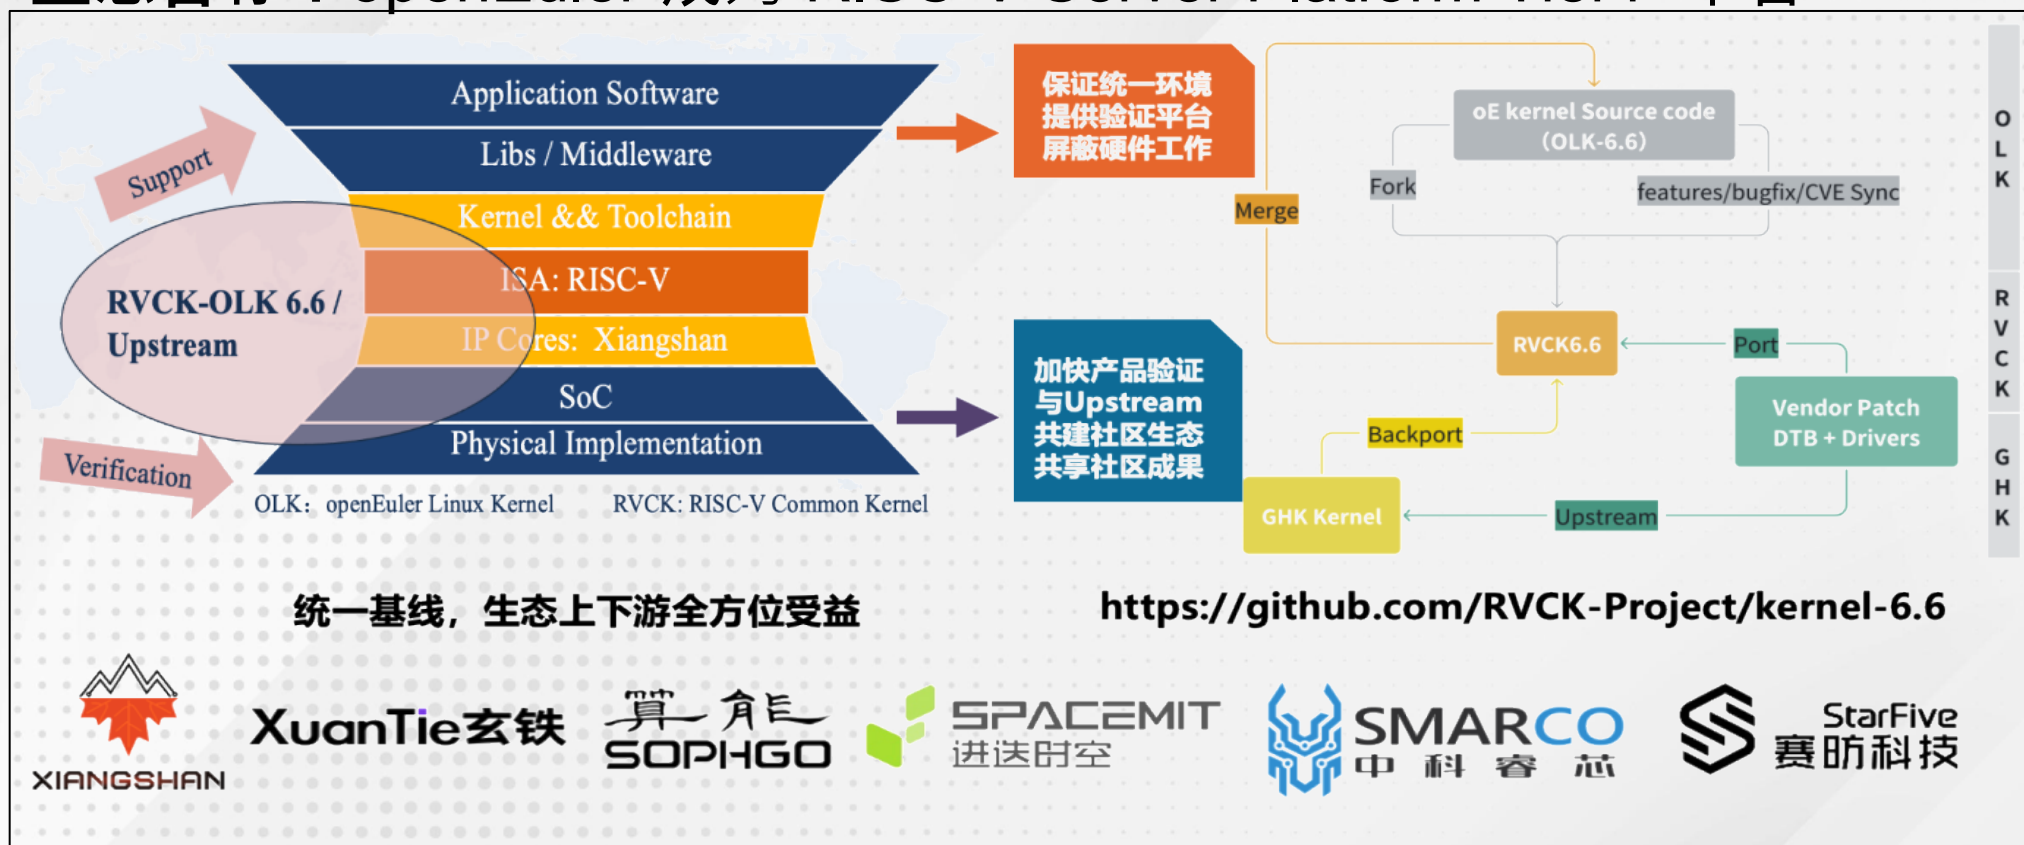 openEuler
RISC-V Server Platform
Application Software
Libs / Middleware
Kernel && Toolchain
ISA: RISC-V
IP Cores: Xiangshan
SoC
Physical Implementation
Support
RVCK-OLK 6.6 /
Upstream
Verification
OLK：openEuler Linux Kernel
RVCK: RISC-V Common Kernel
保证统一环境
提供验证平台
屏蔽硬件工作
加快产品验证
与Upstream
共建社区生态
共享社区成果
oE kernel Source code
(OLK-6.6)
Fork
features/bugfix/CVE Sync
Merge
RVCK6.6
Port
Vendor Patch
DTB + Drivers
Backport
GHK Kernel
Upstream
O
L
K
R
V
C
K
G
H
K
统一基线，生态上下游全方位受益
https://github.com/RVCK-Project/kernel-6.6
XIANGSHAN
XuanTie玄铁
算能
SOPHGO
SPACEMIT
进迭时空
SMARCO
中科睿芯
StarFive
赛昉科技